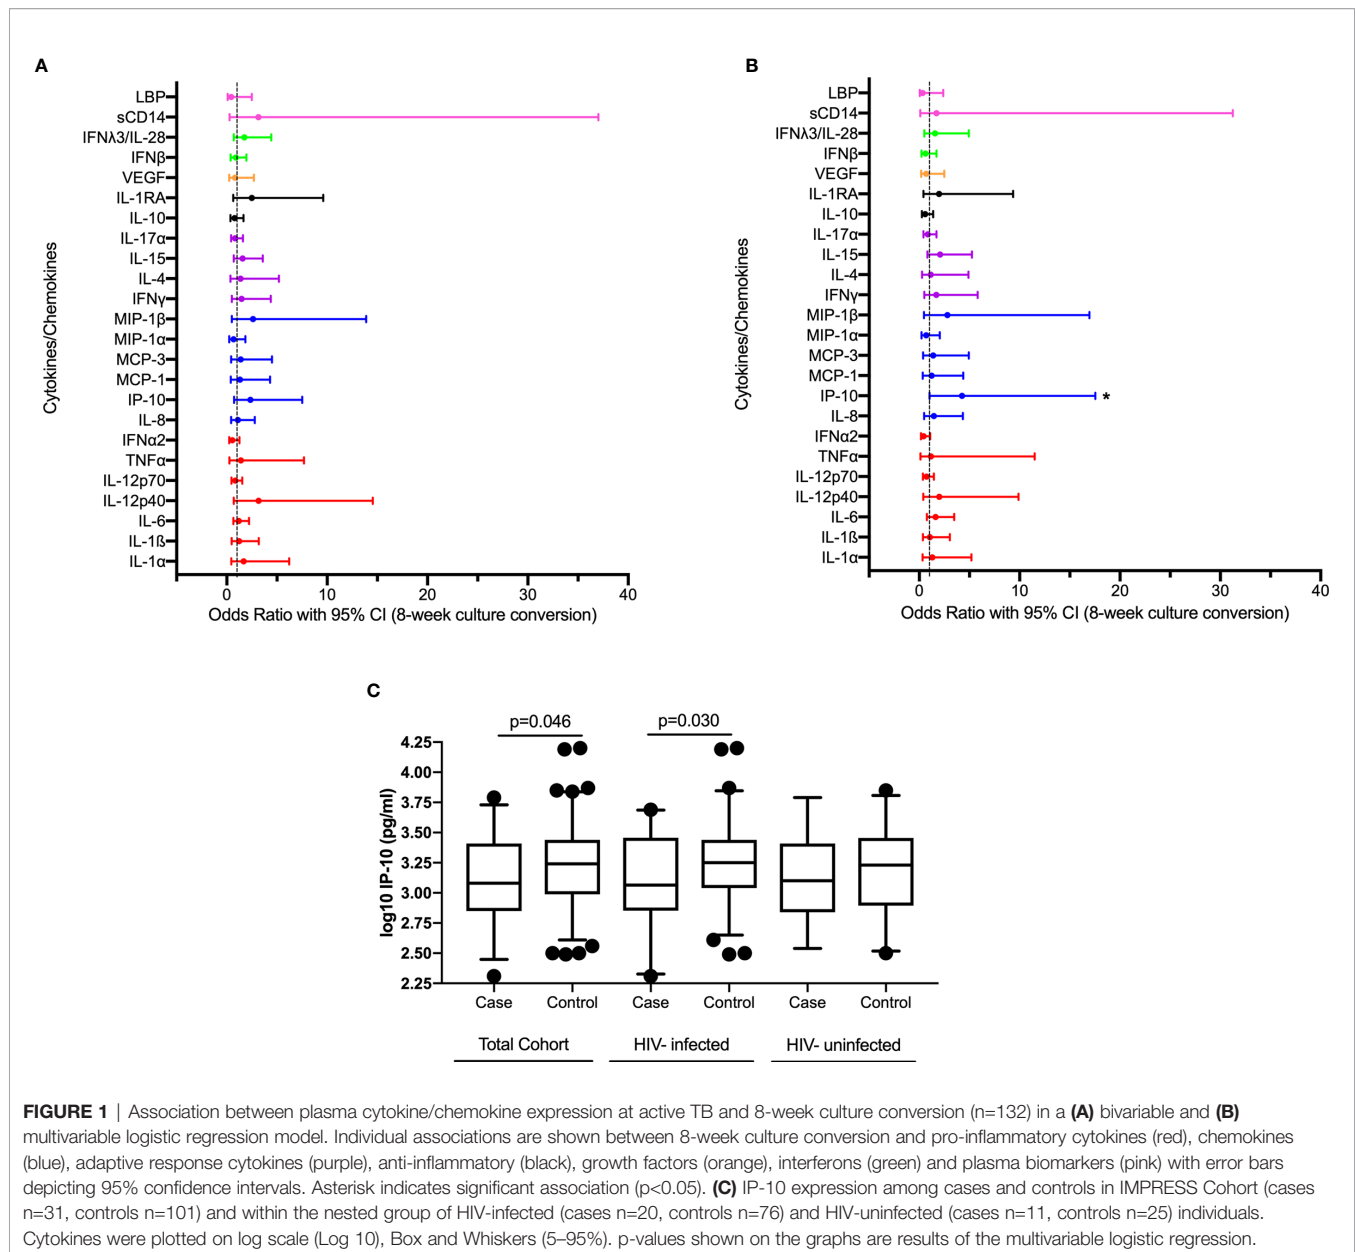 A
LBP
sCD14
IFNλ3/IL-28
IFNβ
VEGF
IL-1RA
IL-10
IL-17α
IL-15
IL-4
IFNγ
MIP-1β
MIP-1α
MCP-3
MCP-1
IP-10
IL-8
IFNα2
TNFα
IL-12p70
IL-12p40
IL-6
IL-1ß
IL-1α
Cytokines/Chemokines
0 10 20 30 40
Odds Ratio with 95% CI (8-week culture conversion)
B
LBP
sCD14
IFNλ3/IL-28
IFNβ
VEGF
IL-1RA
IL-10
IL-17α
IL-15
IL-4
IFNγ
MIP-1β
MIP-1α
MCP-3
MCP-1
IP-10 *
IL-8
IFNα2
TNFα
IL-12p70
IL-12p40
IL-6
IL-1ß
IL-1α
Cytokines/Chemokines
0 10 20 30 40
Odds Ratio with 95% CI (8-week culture conversion)
C
p=0.046 p=0.030
4.25
4.00
3.75
3.50
3.25
3.00
2.75
2.50
2.25
log10 IP-10 (pg/ml)
Case Control Case Control Case Control
Total Cohort HIV- infected HIV- uninfected
FIGURE 1 | Association between plasma cytokine/chemokine expression at active TB and 8-week culture conversion (n=132) in a (A) bivariable and (B)
multivariable logistic regression model. Individual associations are shown between 8-week culture conversion and pro-inflammatory cytokines (red), chemokines
(blue), adaptive response cytokines (purple), anti-inflammatory (black), growth factors (orange), interferons (green) and plasma biomarkers (pink) with error bars
depicting 95% confidence intervals. Asterisk indicates significant association (p<0.05). (C) IP-10 expression among cases and controls in IMPRESS Cohort (cases
n=31, controls n=101) and within the nested group of HIV-infected (cases n=20, controls n=76) and HIV-uninfected (cases n=11, controls n=25) individuals.
Cytokines were plotted on log scale (Log 10), Box and Whiskers (5–95%). p-values shown on the graphs are results of the multivariable logistic regression.